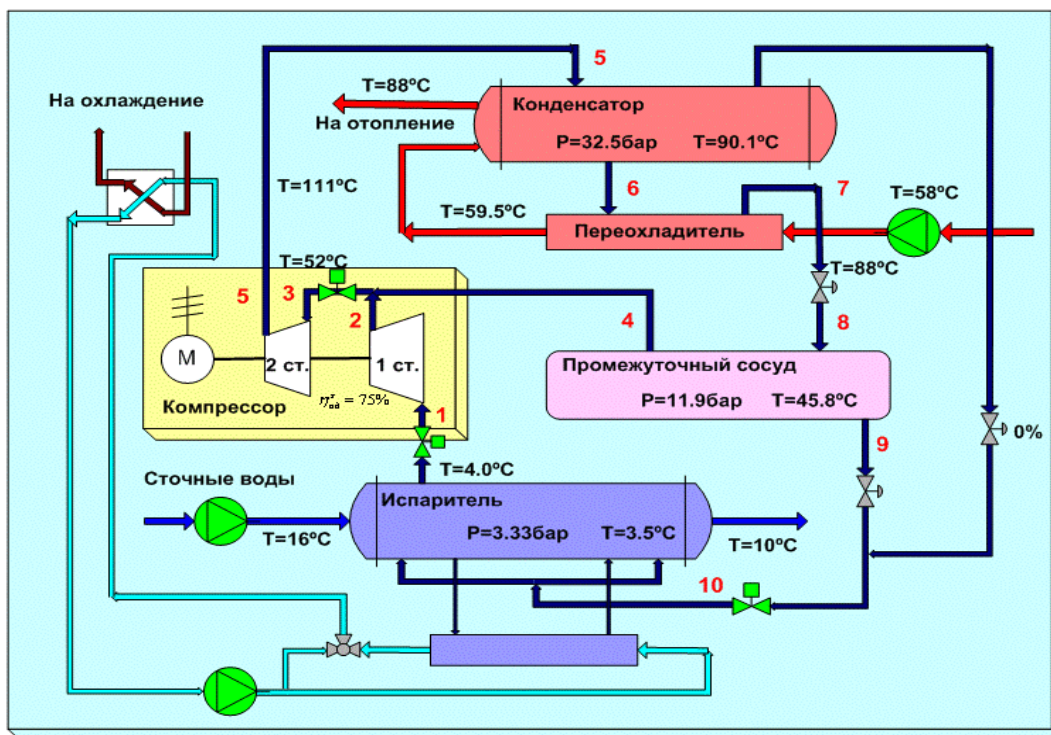 5
T=88ºC
Конденсатор
На охлаждение
На отопление
P=32.5бар
T=90.1ºC
6
7
T=58ºC
T=111ºC
T=59.5ºC
Переохладитель
T=52ºC
T=88ºC
5
3
2
4
8
M
2 ст.
1 ст.
Промежуточный сосуд
P=11.9бар
T=45.8ºC
Компрессор
= 75%
1
9
0%
T=4.0ºC
Сточные воды
Испаритель
T=16ºC
P=3.33бар
T=3.5ºC
T=10ºC
10